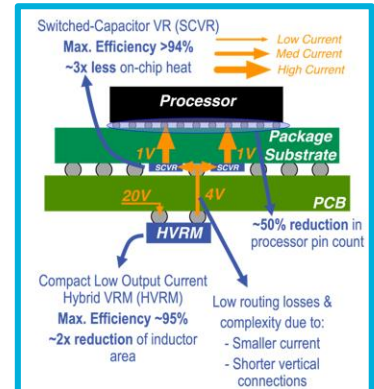 Switched-Capacitor VR (SCVR)
Max. Efficiency >94%
~3x less on-chip heat
Low Current
Med Current
High Current
Processor
Package
Substrate
1V
1V
SCVR
SCVR
20V
4V
PCB
HVRM
~50% reduction in
processor pin count
Compact Low Output Current
Hybrid VRM (HVRM)
Max. Efficiency ~95%
~2x reduction of inductor
area
Low routing losses &
complexity due to:
- Smaller current
- Shorter vertical
connections